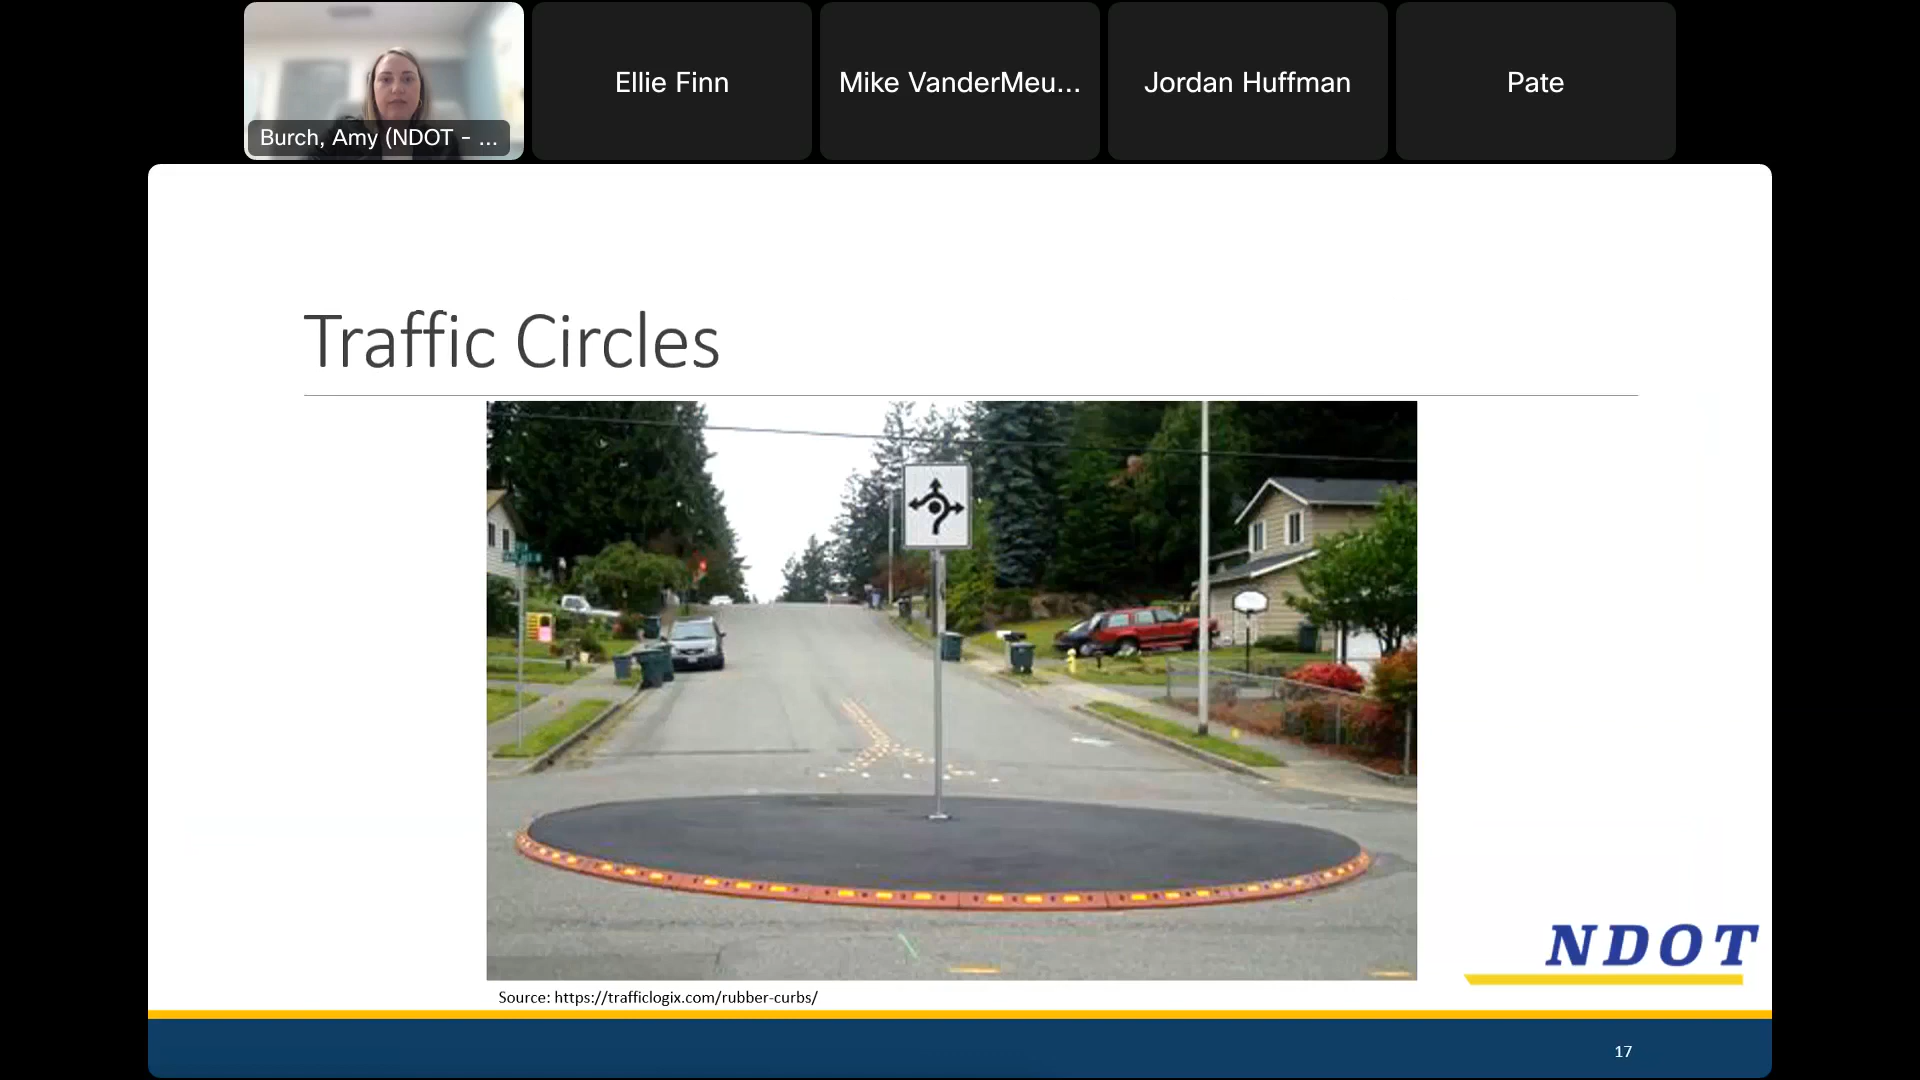 Burch, Amy (NDOT - ...
Ellie Finn
Mike VanderMeu...
Jordan Huffman
Pate
Traffic Circles
NDOT
Source: https://trafficlogix.com/rubber-curbs/
17